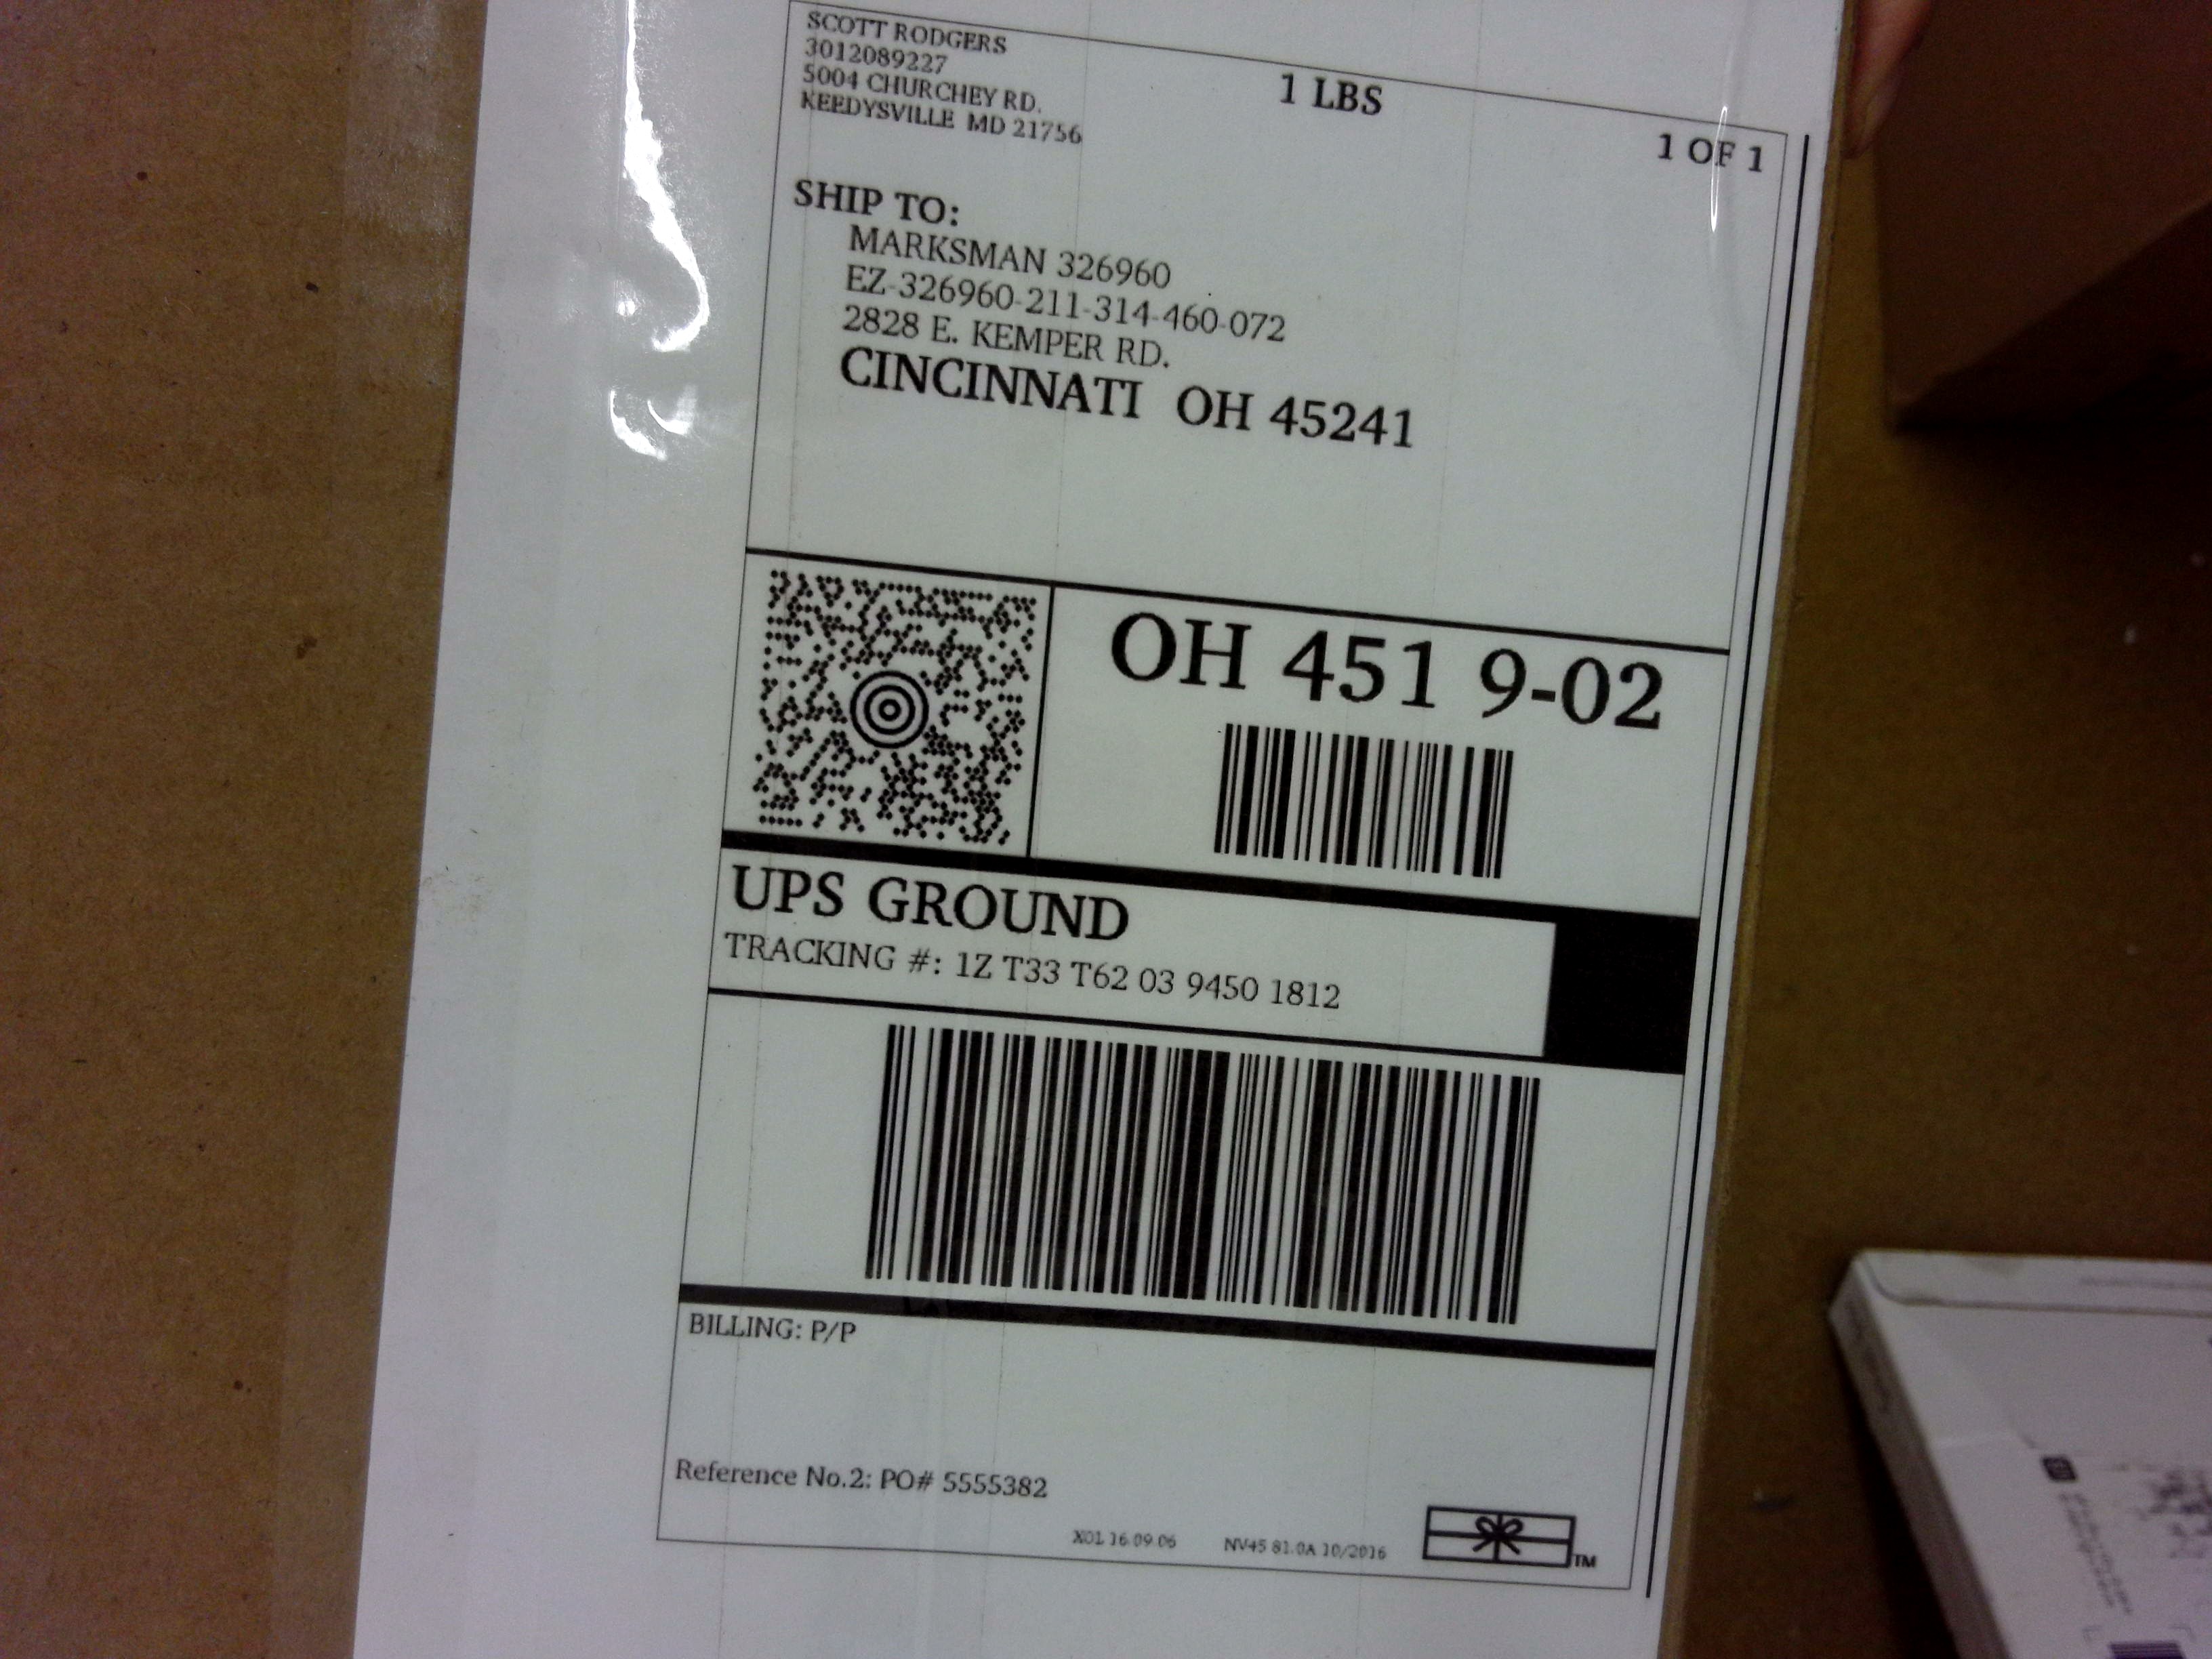 SCOTT RODGERS
3012089227
5004 CHURCHEY RD.
KEEDYSVILLE MD 21756
1 LBS
1 OF 1
SHIP TO:
MARKSMAN 326960
EZ-326960-211-314-460-072
2828 E. KEMPER RD.
CINCINNATI OH 45241
OH 451 9-02
UPS GROUND
TRACKING #: 1Z T33 T62 03 9450 1812
BILLING: P/P
Reference No.2: PO# 5555382
XOL 16.09.06
NV45 81.0A 10/2016
TM